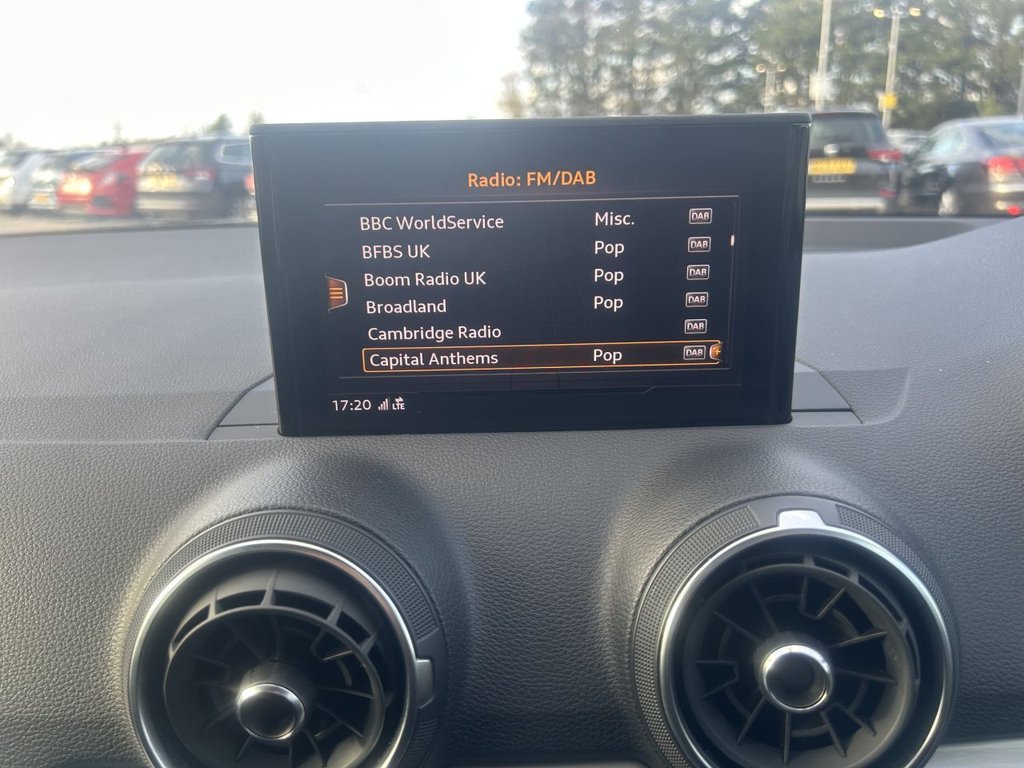 Radio: FM/DAB
BBC WorldService Misc. DAB
BFBS UK Pop DAB
Boom Radio UK Pop DAB
Broadland Pop DAB
Cambridge Radio DAB
Capital Anthems Pop DAB
17:20 LTE